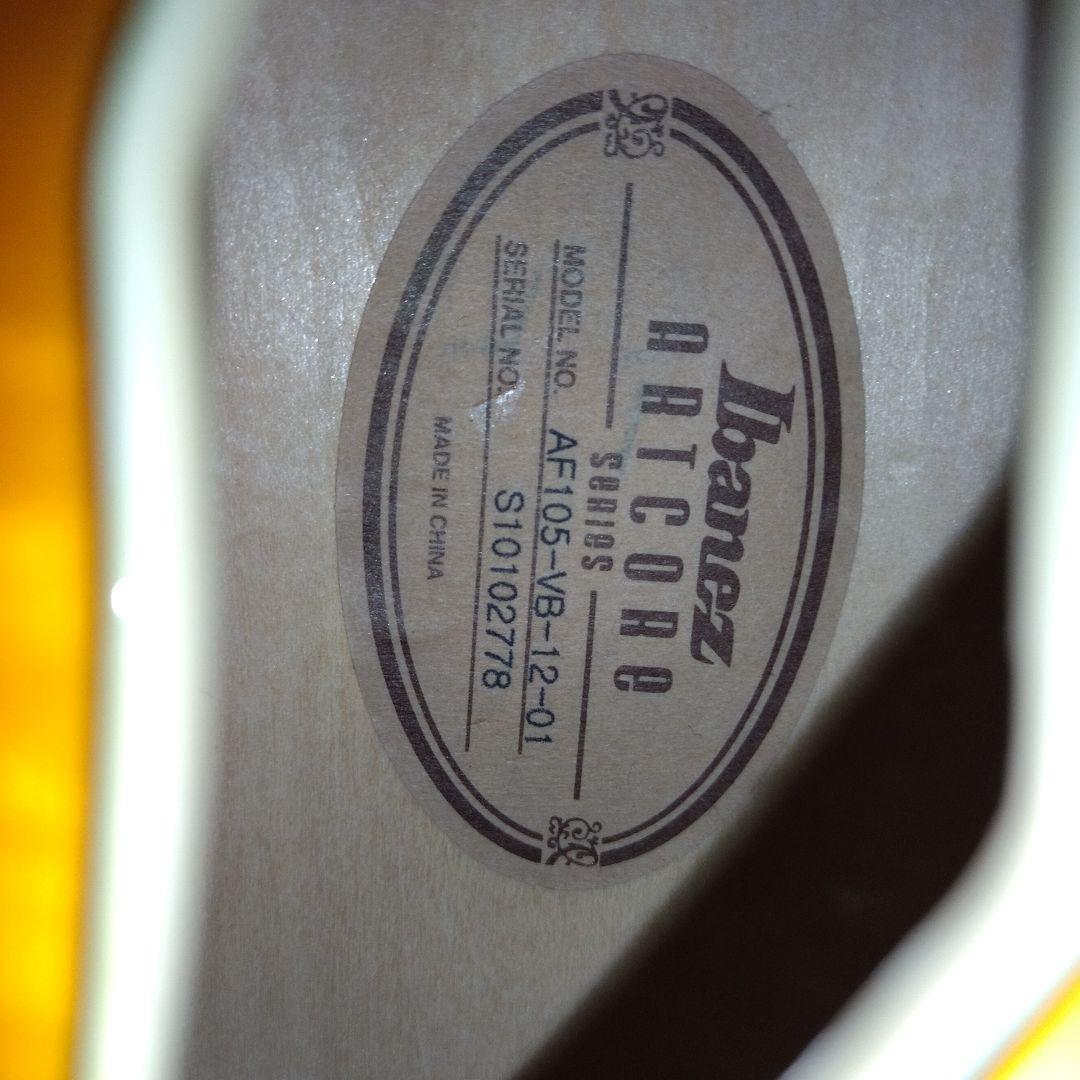 Ibanez
ARTCORE
SERIES
MODEL NO. AF105-VB-12-01
SERIAL NO. S10102778
MADE IN CHINA